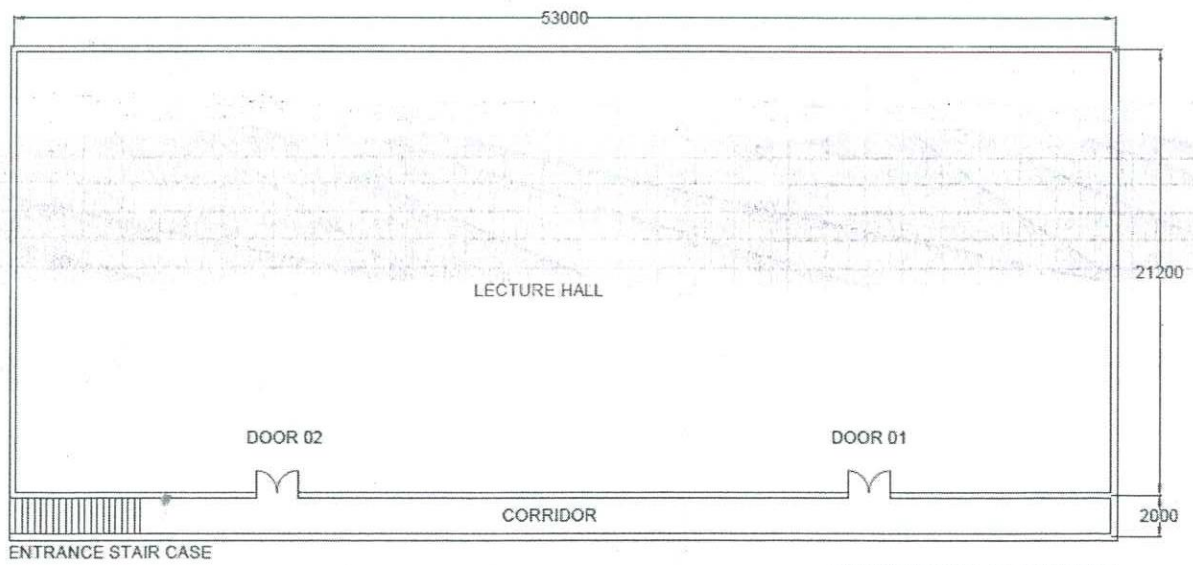 53000
21200
LECTURE HALL
DOOR 02
DOOR 01
CORRIDOR
2000
ENTRANCE STAIR CASE